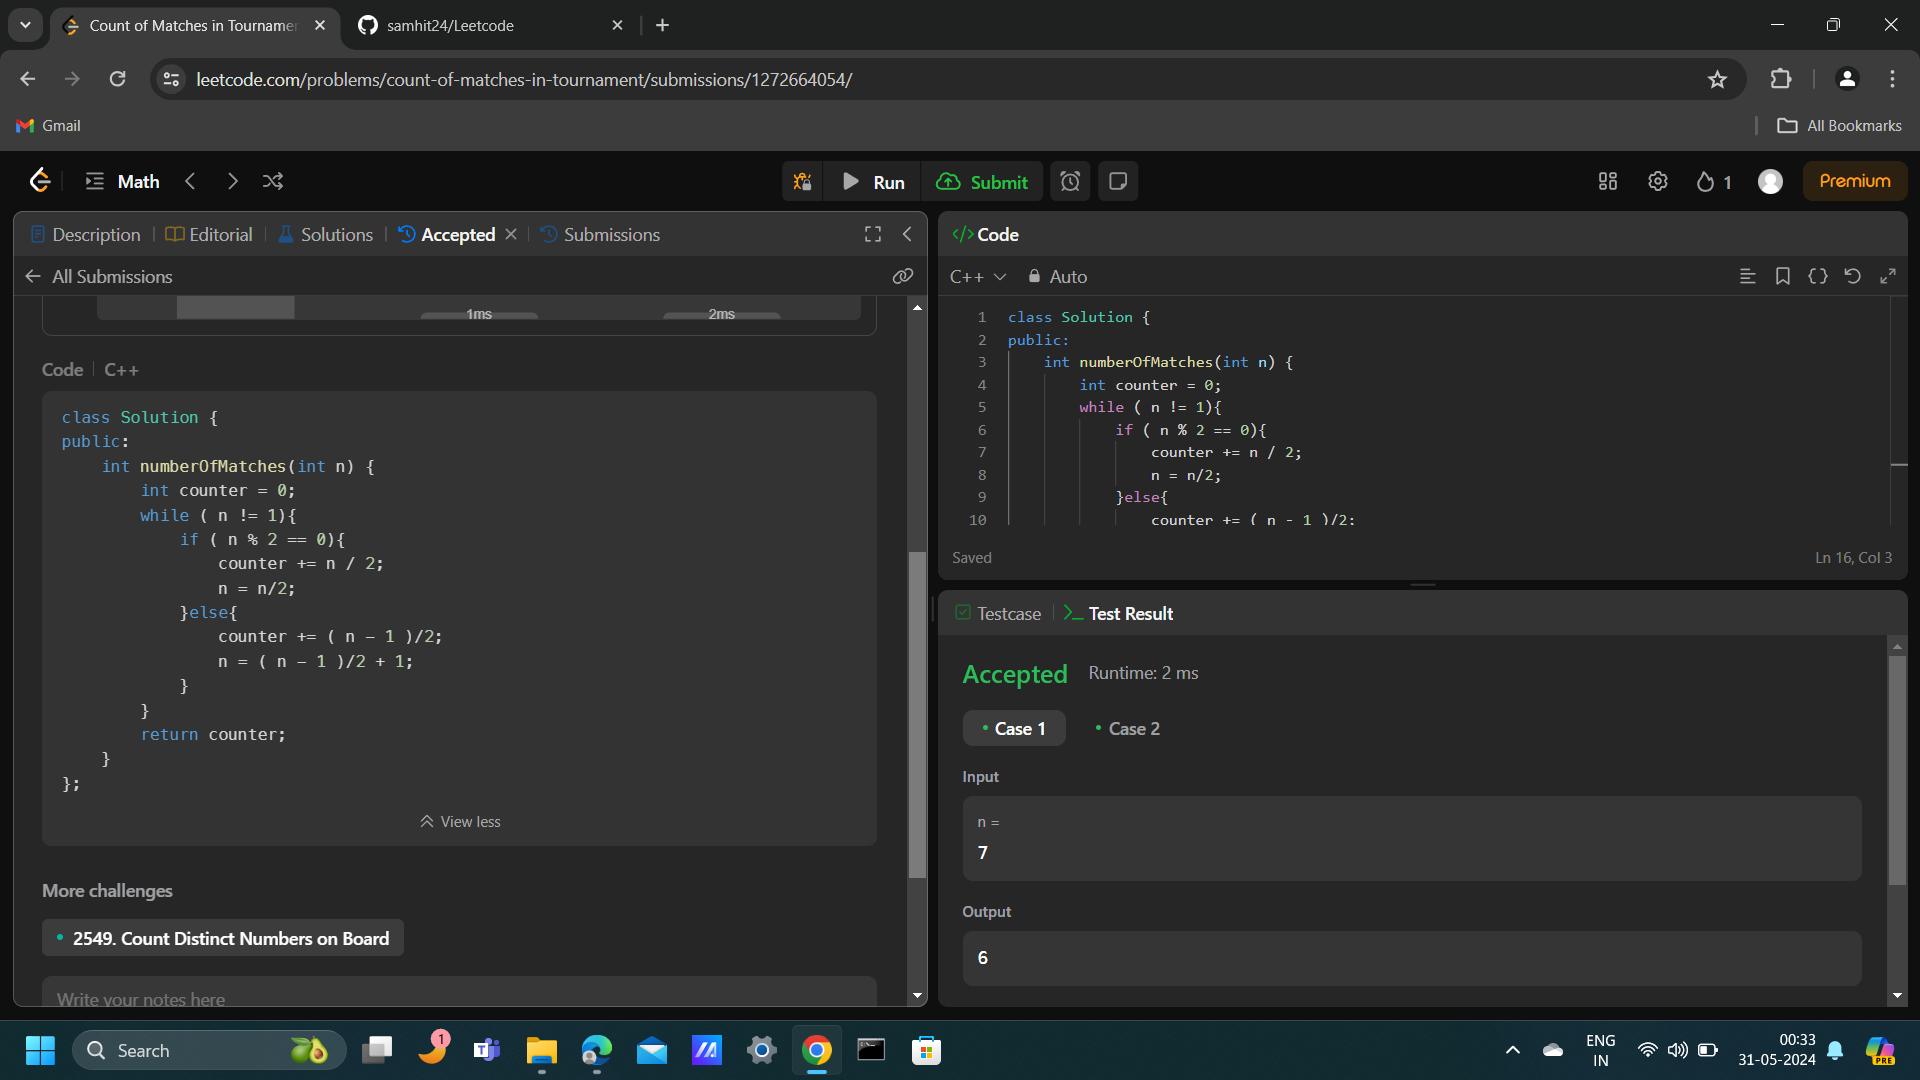 Count of Matches in Tourname
samhit24/Leetcode
leetcode.com/problems/count-of-matches-in-tournament/submissions/1272664054/
Gmail
All Bookmarks
Math
Run
Submit
1
Premium
Description
Editorial
Solutions
Accepted
Submissions
All Submissions
1ms
2ms
Code
C++
class Solution {
public:
int numberOfMatches(int n) {
int counter = 0;
while ( n != 1){
if ( n % 2 == 0){
counter += n / 2;
n = n/2;
}else{
counter += ( n - 1 )/2;
n = ( n - 1 )/2 + 1;
}
}
return counter;
}
};
View less
More challenges
2549. Count Distinct Numbers on Board
Write your notes here
</> Code
C++
Auto
1 class Solution {
2 public:
3 int numberOfMatches(int n) {
4 int counter = 0;
5 while ( n != 1){
6 if ( n % 2 == 0){
7 counter += n / 2;
8 n = n/2;
9 }else{
10 counter += ( n - 1 )/2;
Saved
Ln 16, Col 3
Testcase
Test Result
Accepted
Runtime: 2 ms
Case 1
Case 2
Input
n =
7
Output
6
Search
1
ENG
IN
00:33
31-05-2024
PRE